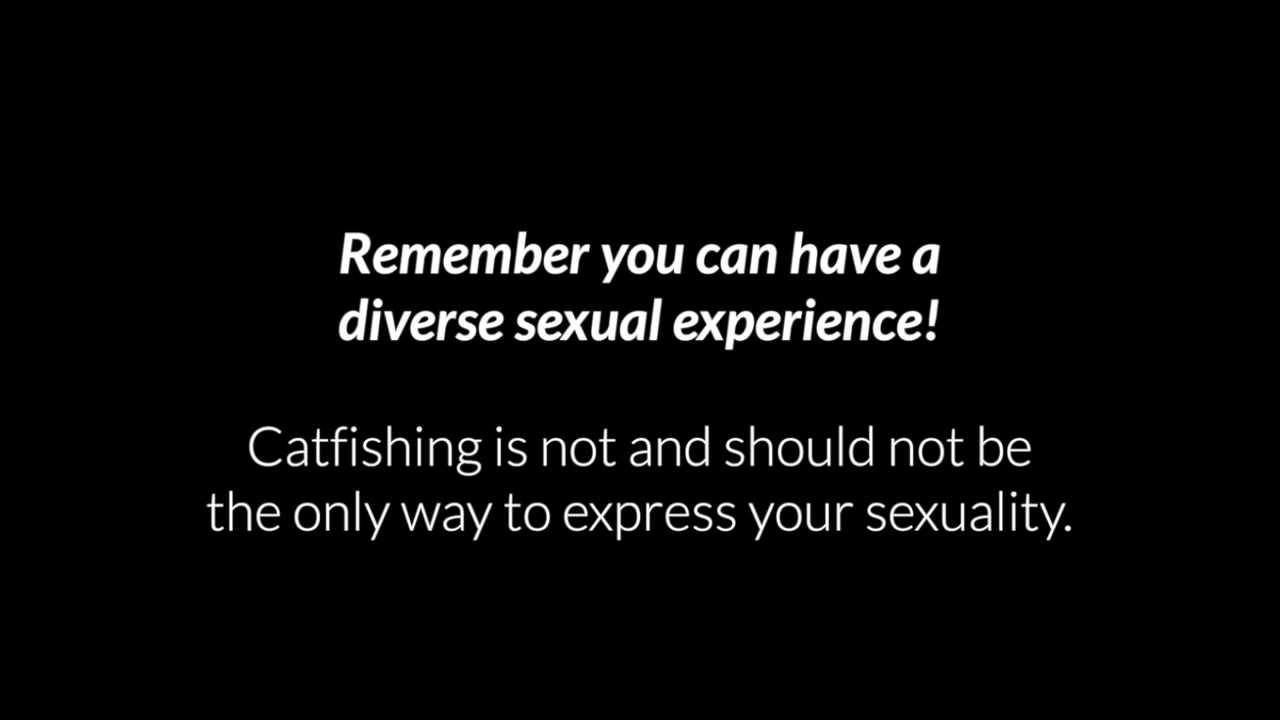 Remember you can have a
diverse sexual experience!
Catfishing is not and should not be
the only way to express your sexuality.